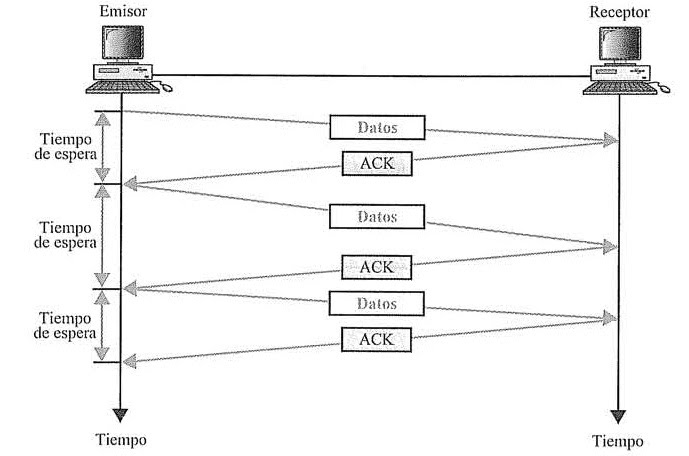 Emisor
Receptor
Datos
Tiempo
de espera
ACK
Datos
Tiempo
de espera
ACK
Datos
Tiempo
de espera
ACK
Tiempo
Tiempo